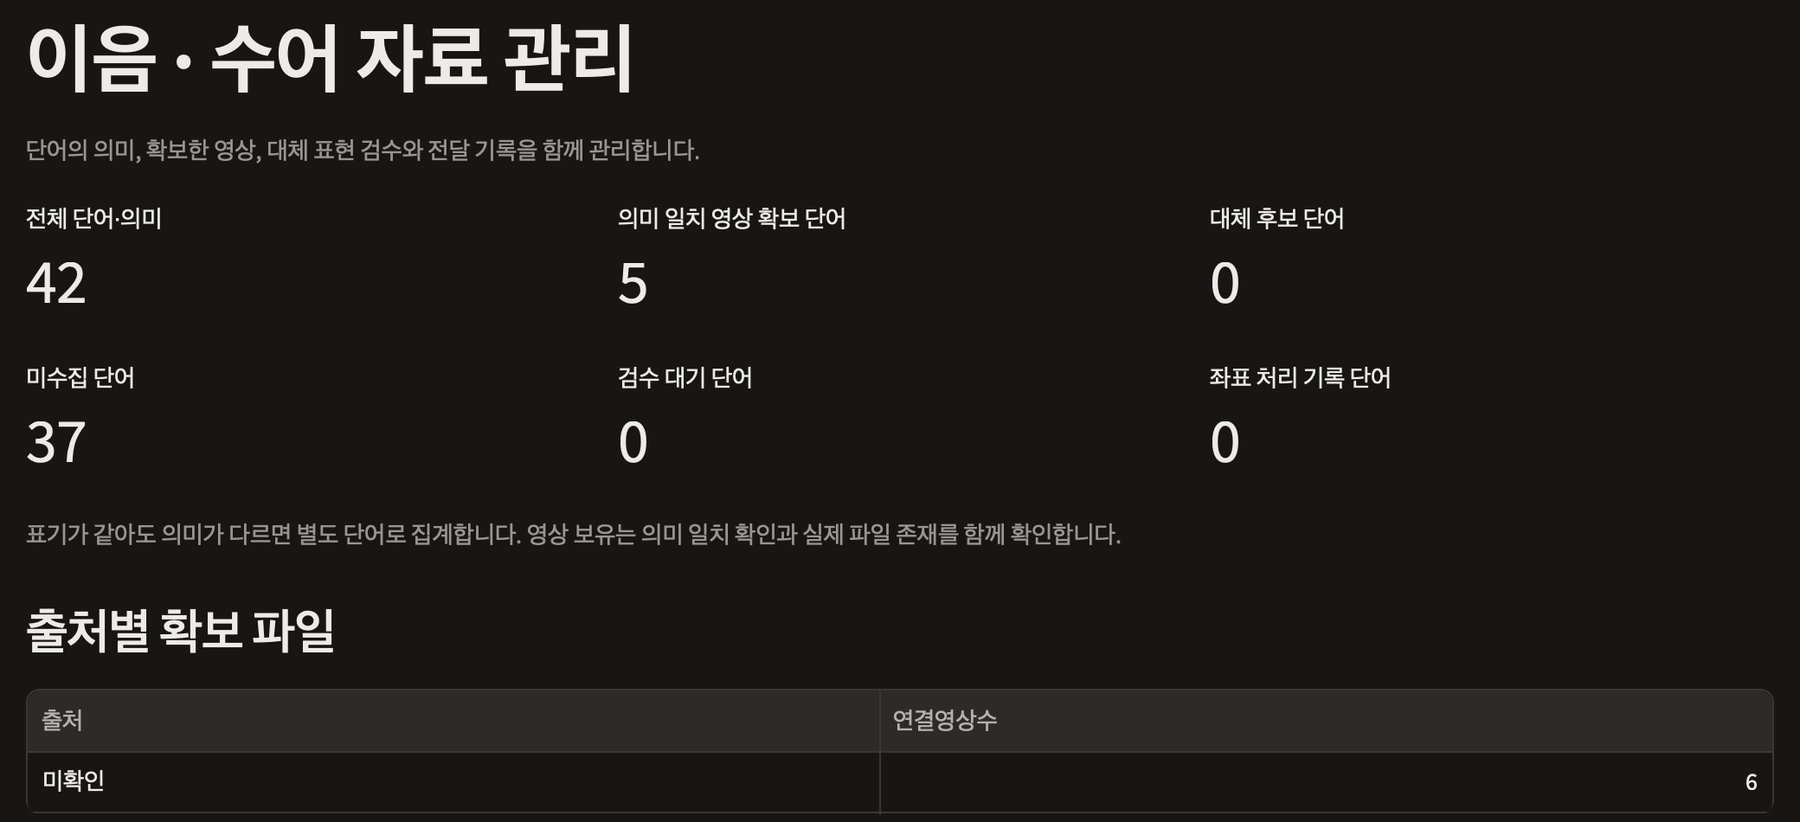 이음 · 수어 자료 관리
단어의 의미, 확보한 영상, 대체 표현 검수와 전달 기록을 함께 관리합니다.
전체 단어·의미
의미 일치 영상 확보 단어
대체 후보 단어
42
5
0
미수집 단어
검수 대기 단어
좌표 처리 기록 단어
37
0
0
표기가 같아도 의미가 다르면 별도 단어로 집계합니다. 영상 보유는 의미 일치 확인과 실제 파일 존재를 함께 확인합니다.
출처별 확보 파일
출처
연결영상수
미확인
6